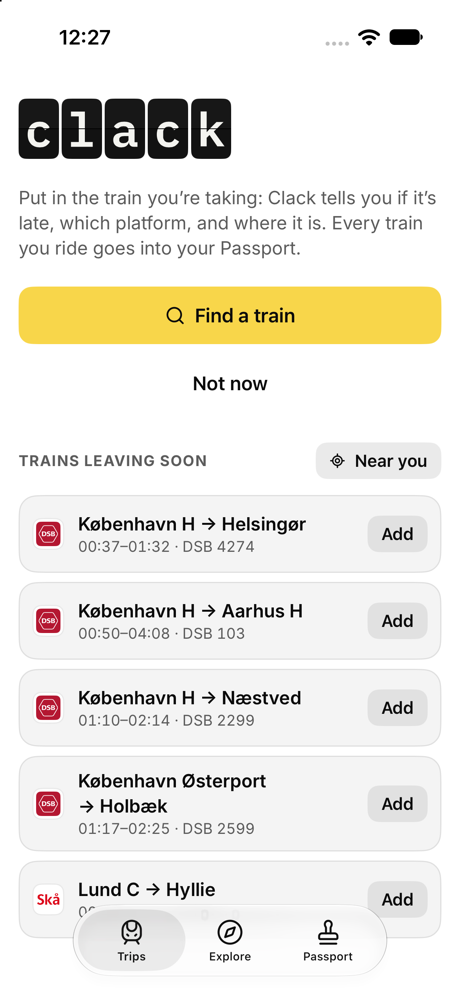 12:27
clack
Put in the train you’re taking: Clack tells you if it’s
late, which platform, and where it is. Every train
you ride goes into your Passport.
Find a train
Not now
TRAINS LEAVING SOON
Near you
DSB
København H → Helsingør
00:37–01:32 · DSB 4274
Add
DSB
København H → Aarhus H
00:50–04:08 · DSB 103
Add
DSB
København H → Næstved
01:10–02:14 · DSB 2299
Add
DSB
København Østerport
→ Holbæk
01:17–02:25 · DSB 2599
Add
Skå
Lund C → Hyllie
Add
Trips
Explore
Passport